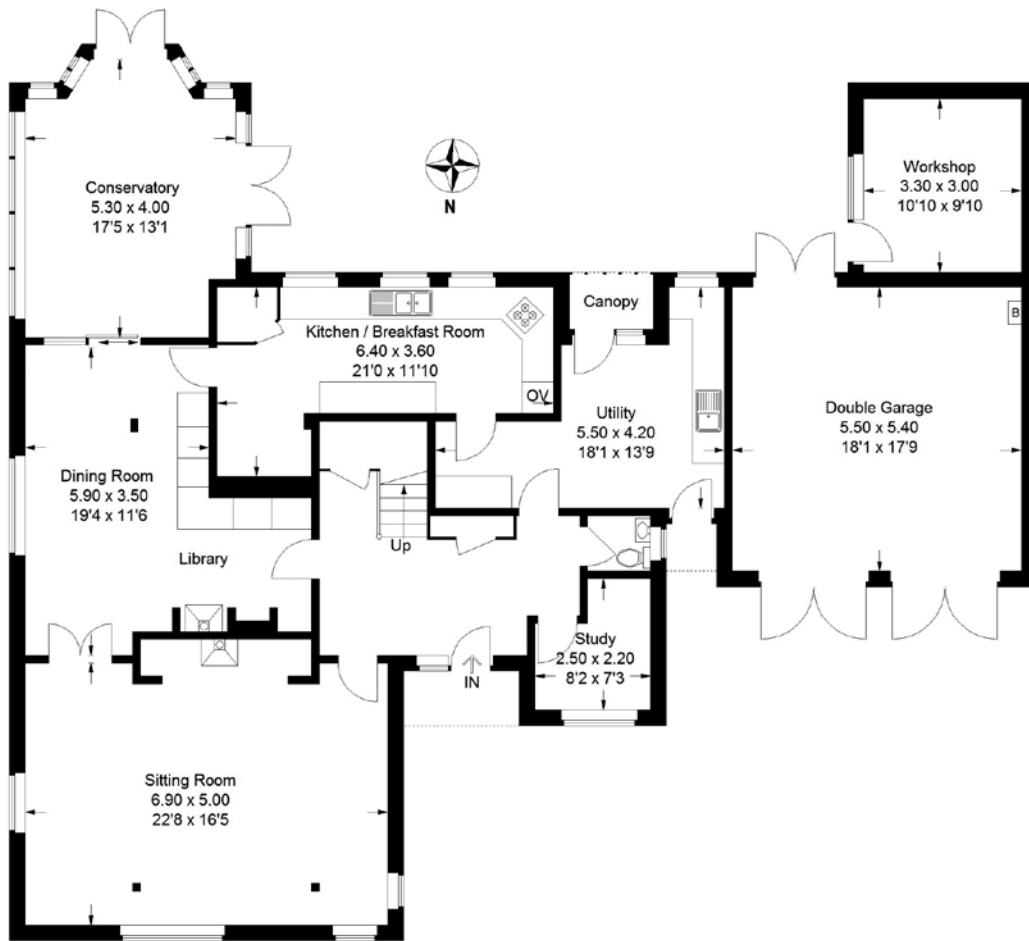 Conservatory
5.30 x 4.00
17'5 x 13'1
N
Workshop
3.30 x 3.00
10'10 x 9'10
Canopy
B
Kitchen / Breakfast Room
6.40 x 3.60
21'0 x 11'10
OV
Utility
5.50 x 4.20
18'1 x 13'9
Double Garage
5.50 x 5.40
18'1 x 17'9
Dining Room
5.90 x 3.50
19'4 x 11'6
Library
Up
Study
2.50 x 2.20
8'2 x 7'3
IN
Sitting Room
6.90 x 5.00
22'8 x 16'5